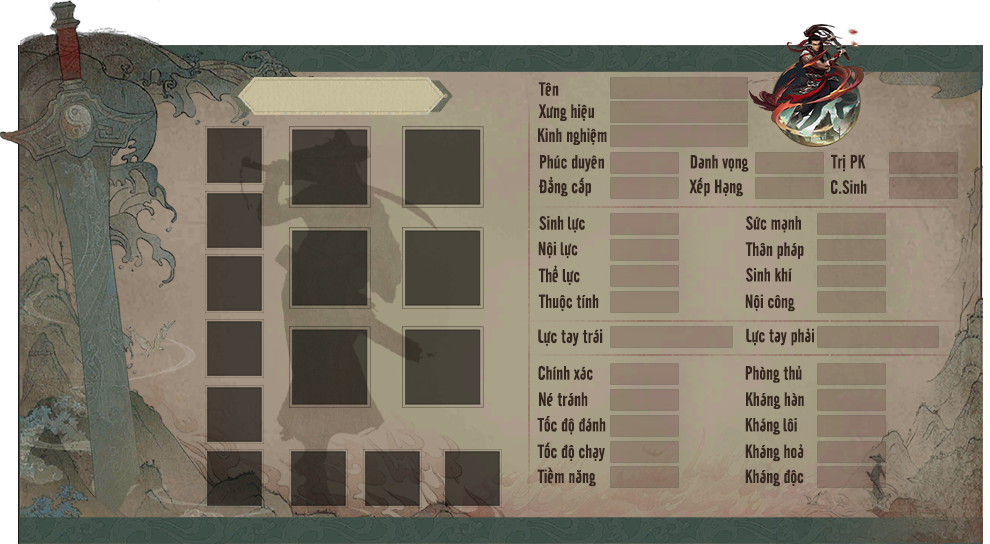 Tên
Xưng hiệu
Kinh nghiệm
Phúc duyên Danh vọng Trị PK
Đẳng cấp Xếp Hạng C.Sinh
Sinh lực Sức mạnh
Nội lực Thân pháp
Thể lực Sinh khí
Thuộc tính Nội công
Lực tay trái Lực tay phải
Chính xác Phòng thủ
Né tránh Kháng hàn
Tốc độ đánh Kháng lôi
Tốc độ chạy Kháng hoả
Tiềm năng Kháng độc